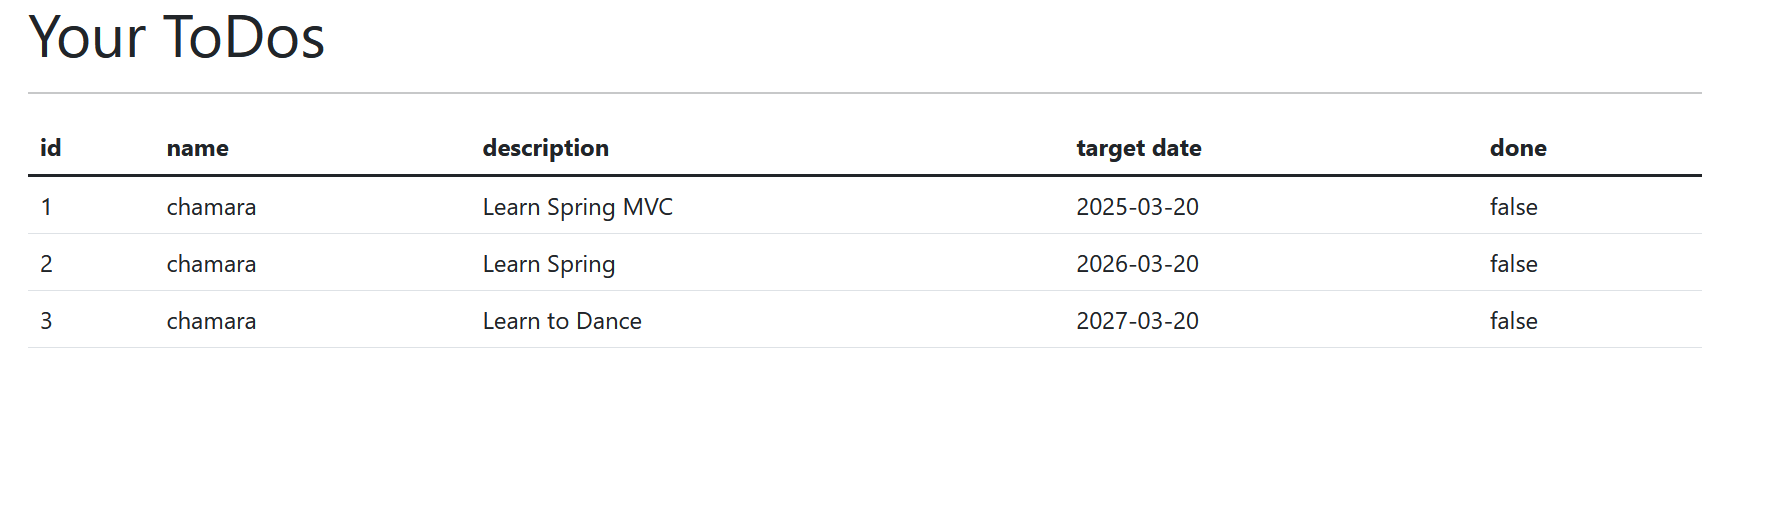 Your ToDos
id name description target date done
1 chamara Learn Spring MVC 2025-03-20 false
2 chamara Learn Spring 2026-03-20 false
3 chamara Learn to Dance 2027-03-20 false